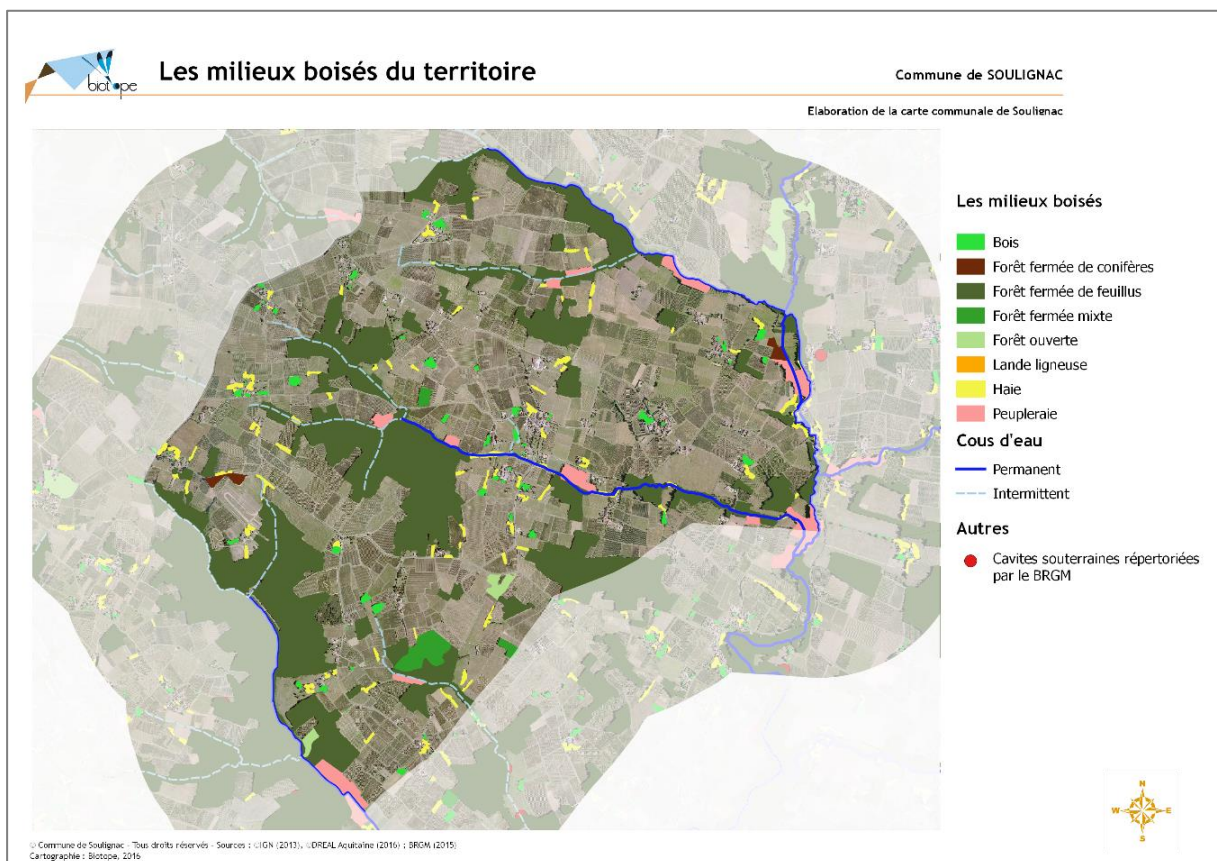 biotope
Les milieux boisés du territoire
Commune de SOULIGNAC
Elaboration de la carte communale de Soulignac
Les milieux boisés
Bois
Forêt fermée de conifères
Forêt fermée de feuillus
Forêt fermée mixte
Forêt ouverte
Lande ligneuse
Haie
Peupleraie
Cous d'eau
Permanent
Intermittent
Autres
Cavites souterraines répertoriées
par le BRGM
N
W E
S
© Commune de Soulignac - Tous droits réservés - Sources : ©IGN (2013), ©DREAL Aquitaine (2016) ; BRGM (2015)
Cartographie : Biotope, 2016